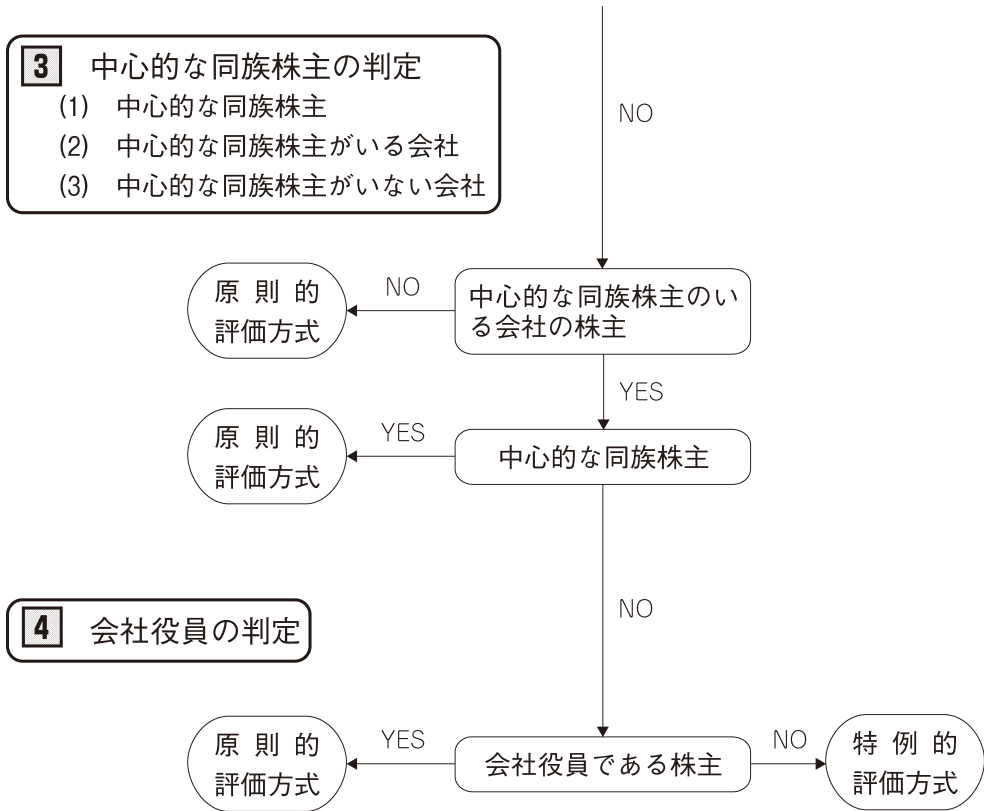 3 中心的な同族株主の判定
(1) 中心的な同族株主
(2) 中心的な同族株主がいる会社
(3) 中心的な同族株主がいない会社
NO
原則的
評価方式
NO
中心的な同族株主のい
る会社の株主
YES
原則的
評価方式
YES
中心的な同族株主
NO
4 会社役員の判定
原則的
評価方式
YES
会社役員である株主
NO
特例的
評価方式